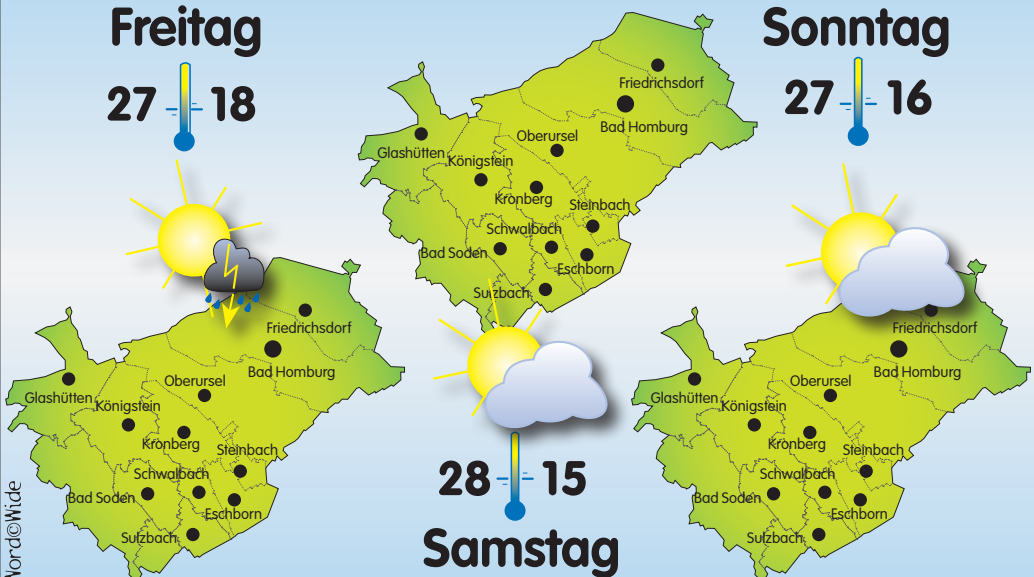 Freitag
27 18
Friedrichsdorf
Bad Homburg
Oberursel
Glashütten
Königstein
Kronberg
Steinbach
Schwalbach
Bad Soden
Eschborn
Sulzbach
Friedrichsdorf
Bad Homburg
Oberursel
Glashütten
Königstein
Kronberg
Steinbach
Schwalbach
Bad Soden
Eschborn
Sulzbach
28 15
Samstag
Sonntag
27 16
Friedrichsdorf
Bad Homburg
Oberursel
Glashütten
Königstein
Kronberg
Steinbach
Schwalbach
Bad Soden
Eschborn
Sulzbach
Nord©Wide